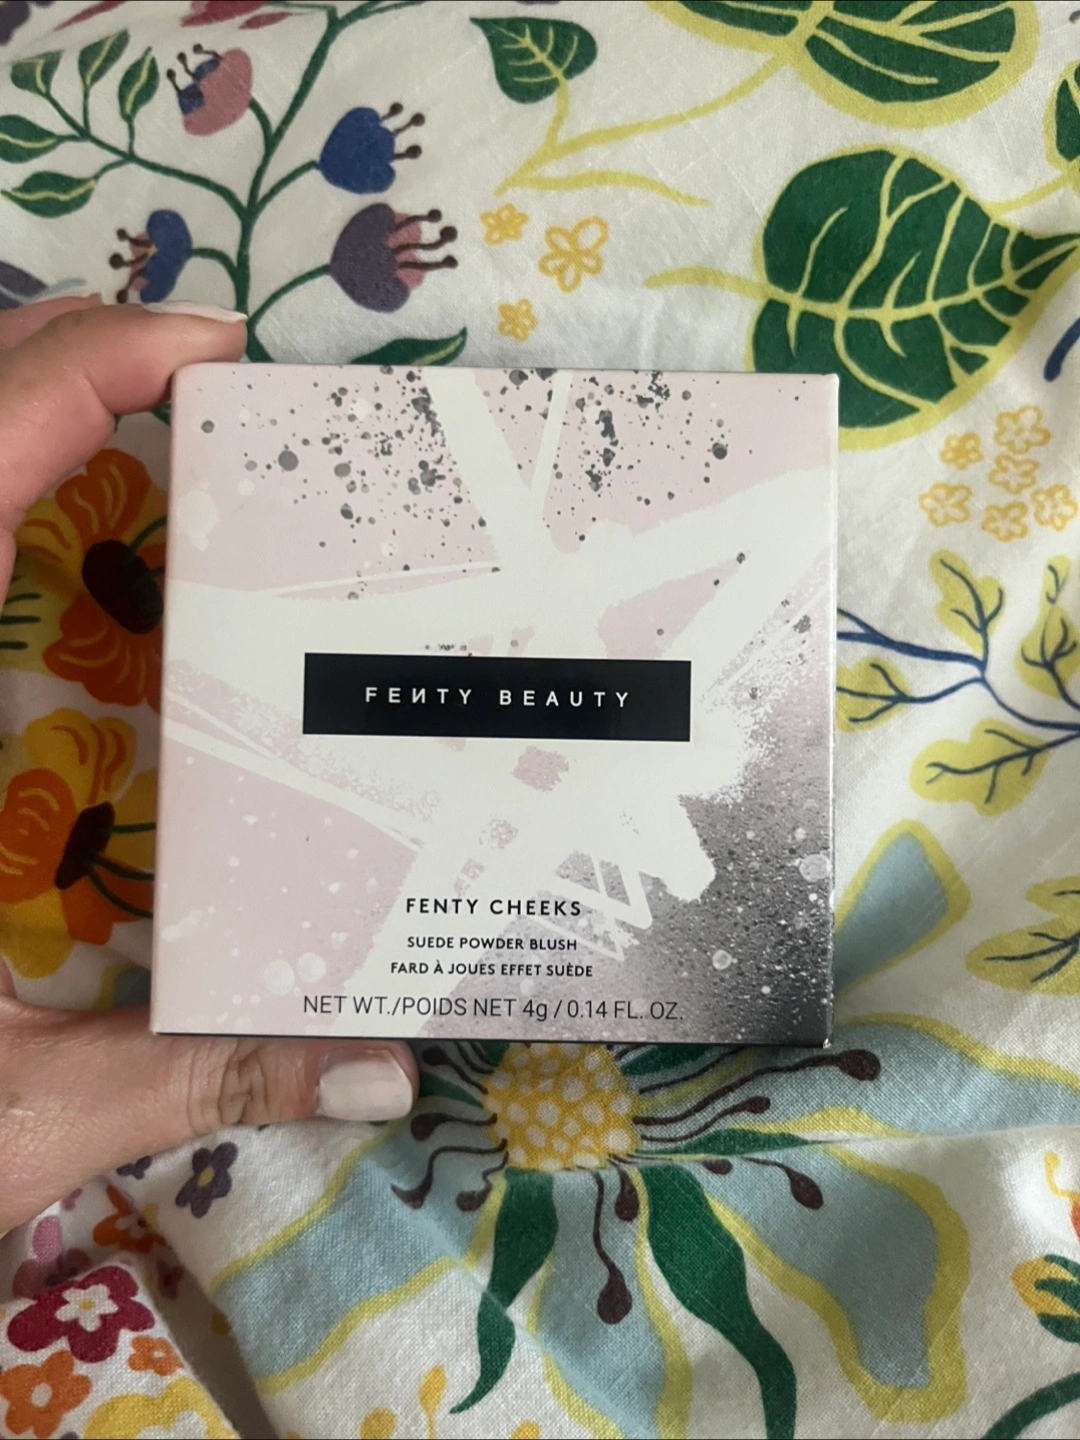 FEИTY BEAUTY
FENTY CHEEKS
SUEDE POWDER BLUSH
FARD À JOUES EFFET SUÈDE
NET WT./POIDS NET 4g / 0.14 FL. OZ.